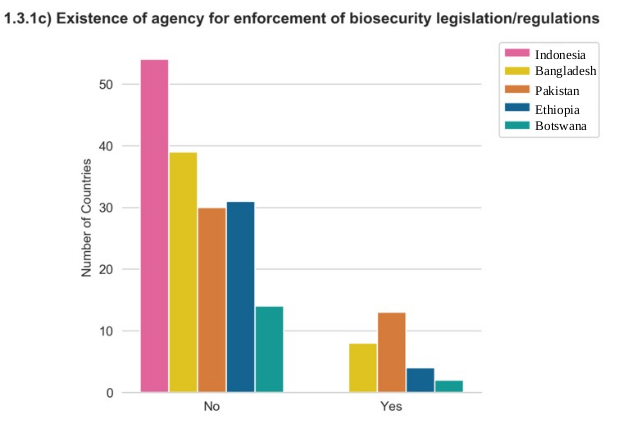 1.3.1c) Existence of agency for enforcement of biosecurity legislation/regulations
Indonesia
Bangladesh
Pakistan
Ethiopia
Botswana
Number of Countries
50
40
30
20
10
0
No
Yes